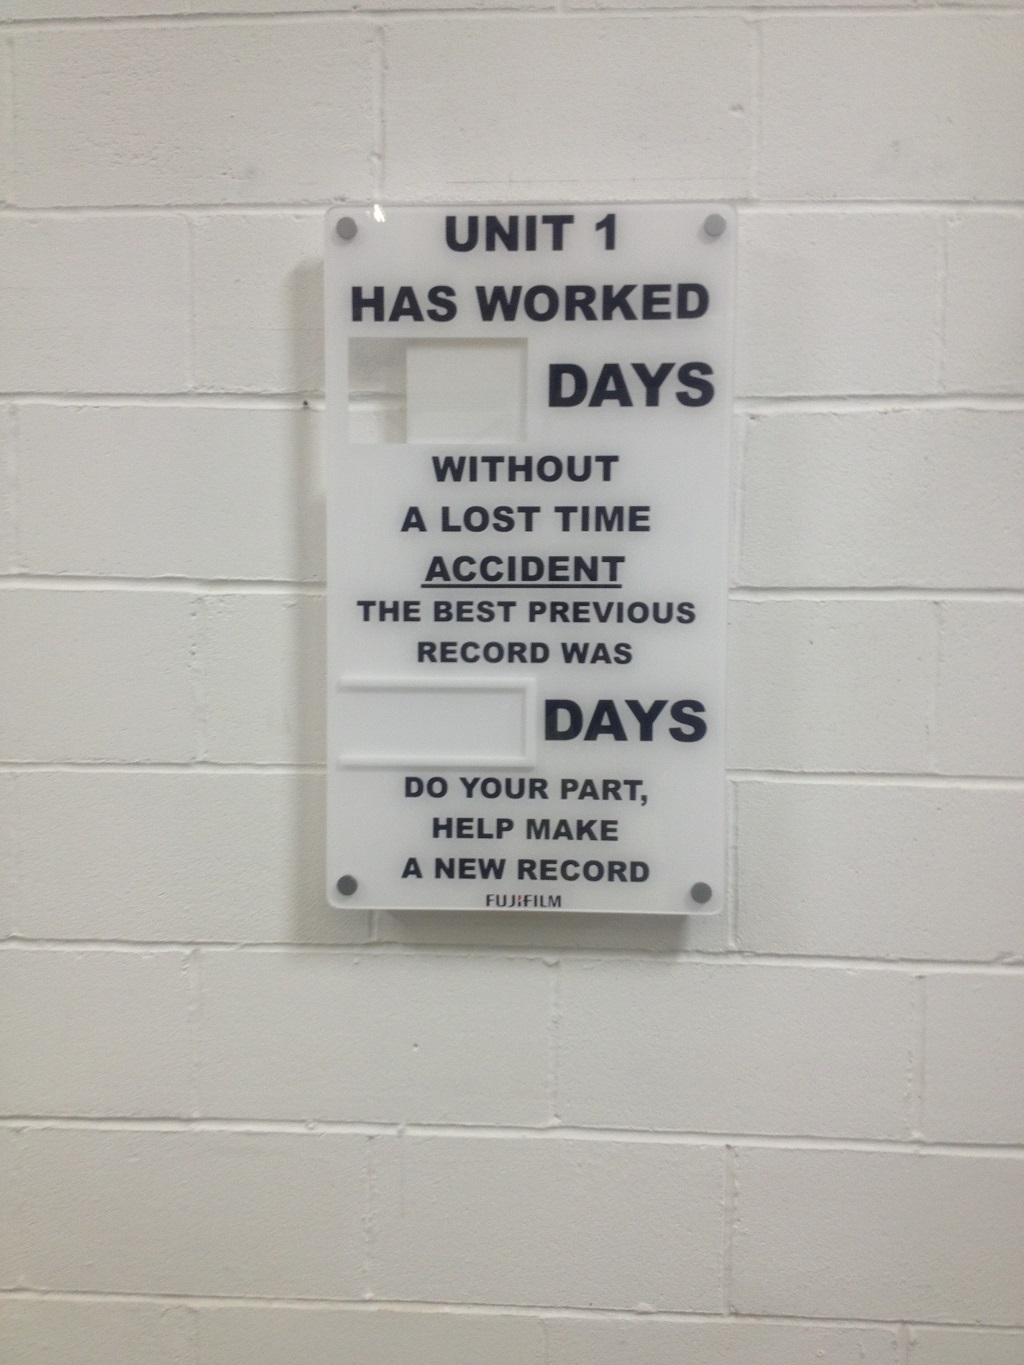 UNIT 1
HAS WORKED
DAYS
WITHOUT
A LOST TIME
ACCIDENT
THE BEST PREVIOUS
RECORD WAS
DAYS
DO YOUR PART,
HELP MAKE
A NEW RECORD
FUJIFILM